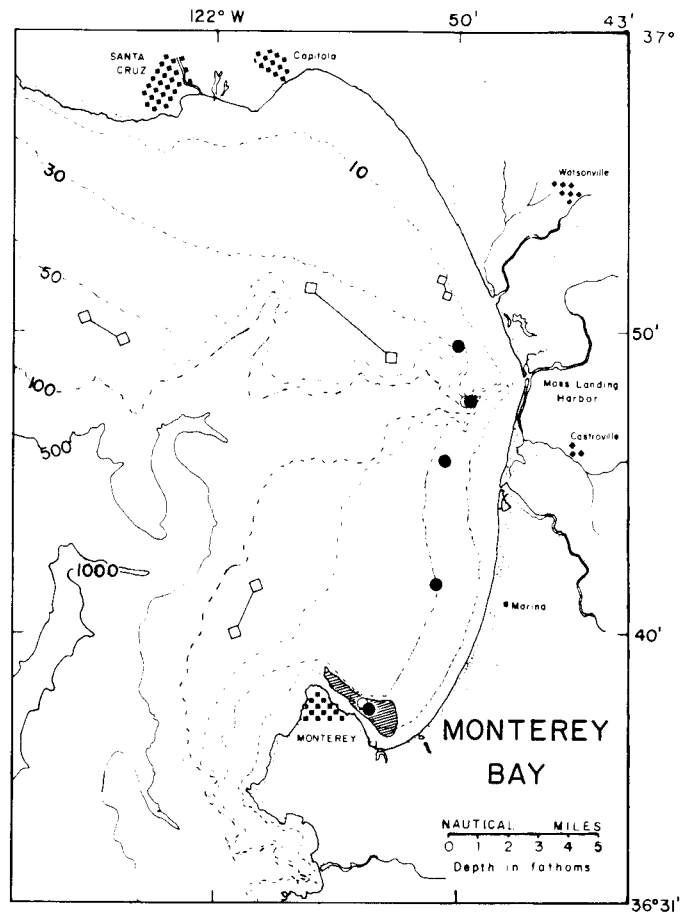 122° W
50'
43'
37°
SANTA
CRUZ
Capitola
30
10
Watsonville
50
50'
100
Moss Landing
Harbor
500
Castroville
1000
Marina
40'
MONTEREY
MONTEREY
BAY
NAUTICAL MILES
0 1 2 3 4 5
Depth in fathoms
36°31'